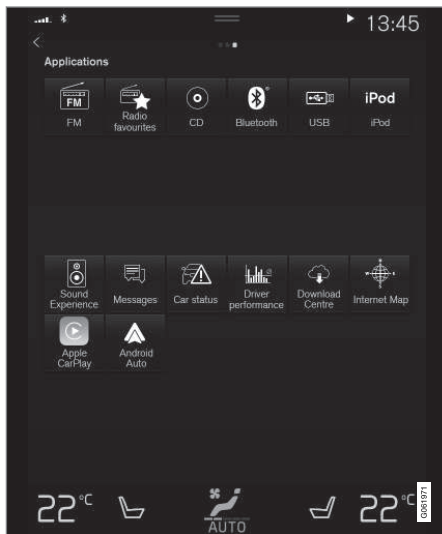 13:45
Applications
FM
iPod
FM
Radio
favourites
CD
Bluetooth
USB
iPod
Sound
Experience
Messages
Car status
Driver
performance
Download
Centre
Internet Map
Apple
CarPlay
Android
Auto
22°C
AUTO
22°C
G061971